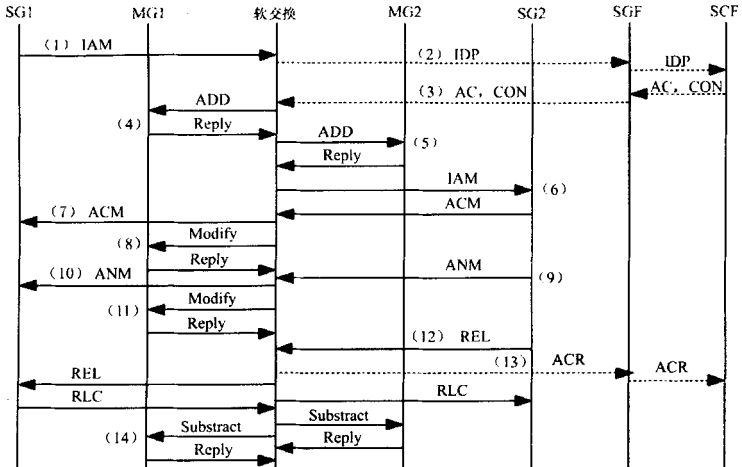 SG1 MG1 软交换 MG2 SG2 SGF SCF
(1) IAM
(2) IDP
IDP
(3) AC, CON
AC, CON
ADD
(4) Reply
ADD
(5)
Reply
IAM
(6)
(7) ACM
ACM
Modify
(8)
Reply
(10) ANM
ANM
(9)
Modify
(11)
Reply
(12) REL
(13) ACR
ACR
REL
RLC
RLC
Substract
Substract
(14)
Reply
Reply